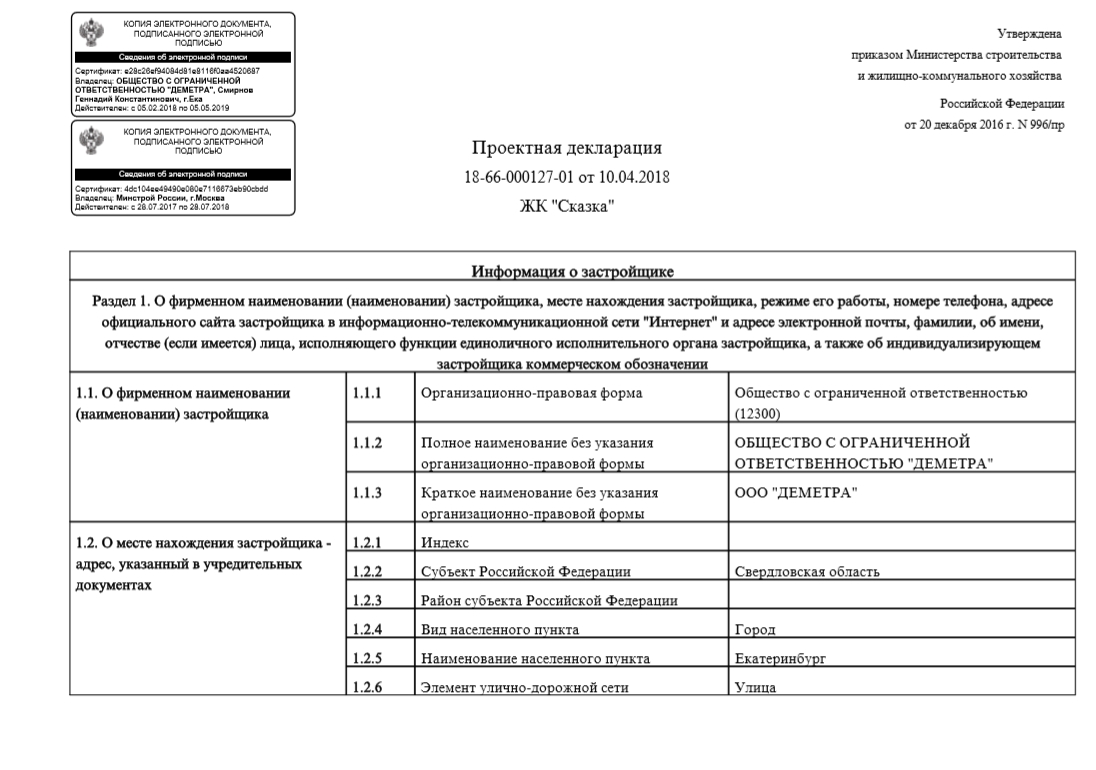 КОПИЯ ЭЛЕКТРОННОГО ДОКУМЕНТА,
ПОДПИСАННОГО ЭЛЕКТРОННОЙ
ПОДПИСЬЮ
Сведения об электронной подписи
Сертификат: e28c26ef94084d81e8116f0aa4520687
Владелец: ОБЩЕСТВО С ОГРАНИЧЕННОЙ
ОТВЕТСТВЕННОСТЬЮ "ДЕМЕТРА", Смирнов
Геннадий Константинович, г.Ека
Действителен: с 05.02.2018 по 05.05.2019
КОПИЯ ЭЛЕКТРОННОГО ДОКУМЕНТА,
ПОДПИСАННОГО ЭЛЕКТРОННОЙ
ПОДПИСЬЮ
Сведения об электронной подписи
Сертификат: 4dc104ee49490e080e7116673eb90cbdd
Владелец: Минстрой России, г.Москва
Действителен: с 28.07.2017 по 28.07.2018
Утверждена
приказом Министерства строительства
и жилищно-коммунального хозяйства
Российской Федерации
от 20 декабря 2016 г. N 996/пр
Проектная декларация
18-66-000127-01 от 10.04.2018
ЖК "Сказка"
Информация о застройщике
Раздел 1. О фирменном наименовании (наименовании) застройщика, месте нахождения застройщика, режиме его работы, номере телефона, адресе
официального сайта застройщика в информационно-телекоммуникационной сети "Интернет" и адресе электронной почты, фамилии, об имени,
отчестве (если имеется) лица, исполняющего функции единоличного исполнительного органа застройщика, а также об индивидуализирующем
застройщика коммерческом обозначении
1.1. О фирменном наименовании
(наименовании) застройщика
1.1.1
Организационно-правовая форма
Общество с ограниченной ответственностью
(12300)
1.1.2
Полное наименование без указания
организационно-правовой формы
ОБЩЕСТВО С ОГРАНИЧЕННОЙ
ОТВЕТСТВЕННОСТЬЮ "ДЕМЕТРА"
1.1.3
Краткое наименование без указания
организационно-правовой формы
ООО "ДЕМЕТРА"
1.2. О месте нахождения застройщика -
адрес, указанный в учредительных
документах
1.2.1
Индекс
1.2.2
Субъект Российской Федерации
Свердловская область
1.2.3
Район субъекта Российской Федерации
1.2.4
Вид населенного пункта
Город
1.2.5
Наименование населенного пункта
Екатеринбург
1.2.6
Элемент улично-дорожной сети
Улица